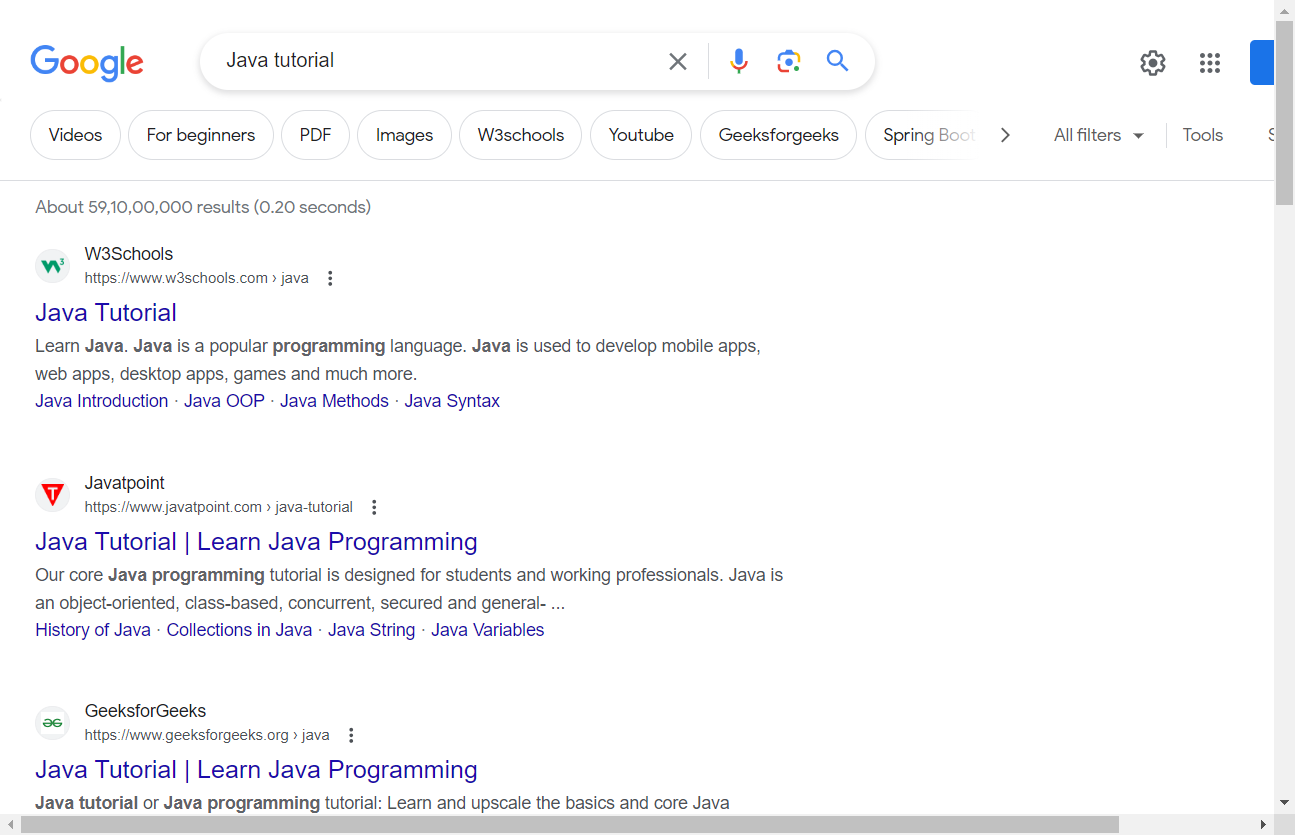 Google
Java tutorial
Videos For beginners PDF Images W3schools Youtube Geeksforgeeks Spring Boot All filters Tools
About 59,10,00,000 results (0.20 seconds)
W3Schools
https://www.w3schools.com › java
Java Tutorial
Learn Java. Java is a popular programming language. Java is used to develop mobile apps,
web apps, desktop apps, games and much more.
Java Introduction · Java OOP · Java Methods · Java Syntax
Javatpoint
https://www.javatpoint.com › java-tutorial
Java Tutorial | Learn Java Programming
Our core Java programming tutorial is designed for students and working professionals. Java is
an object-oriented, class-based, concurrent, secured and general- ...
History of Java · Collections in Java · Java String · Java Variables
GeeksforGeeks
https://www.geeksforgeeks.org › java
Java Tutorial | Learn Java Programming
Java tutorial or Java programming tutorial: Learn and upscale the basics and core Java